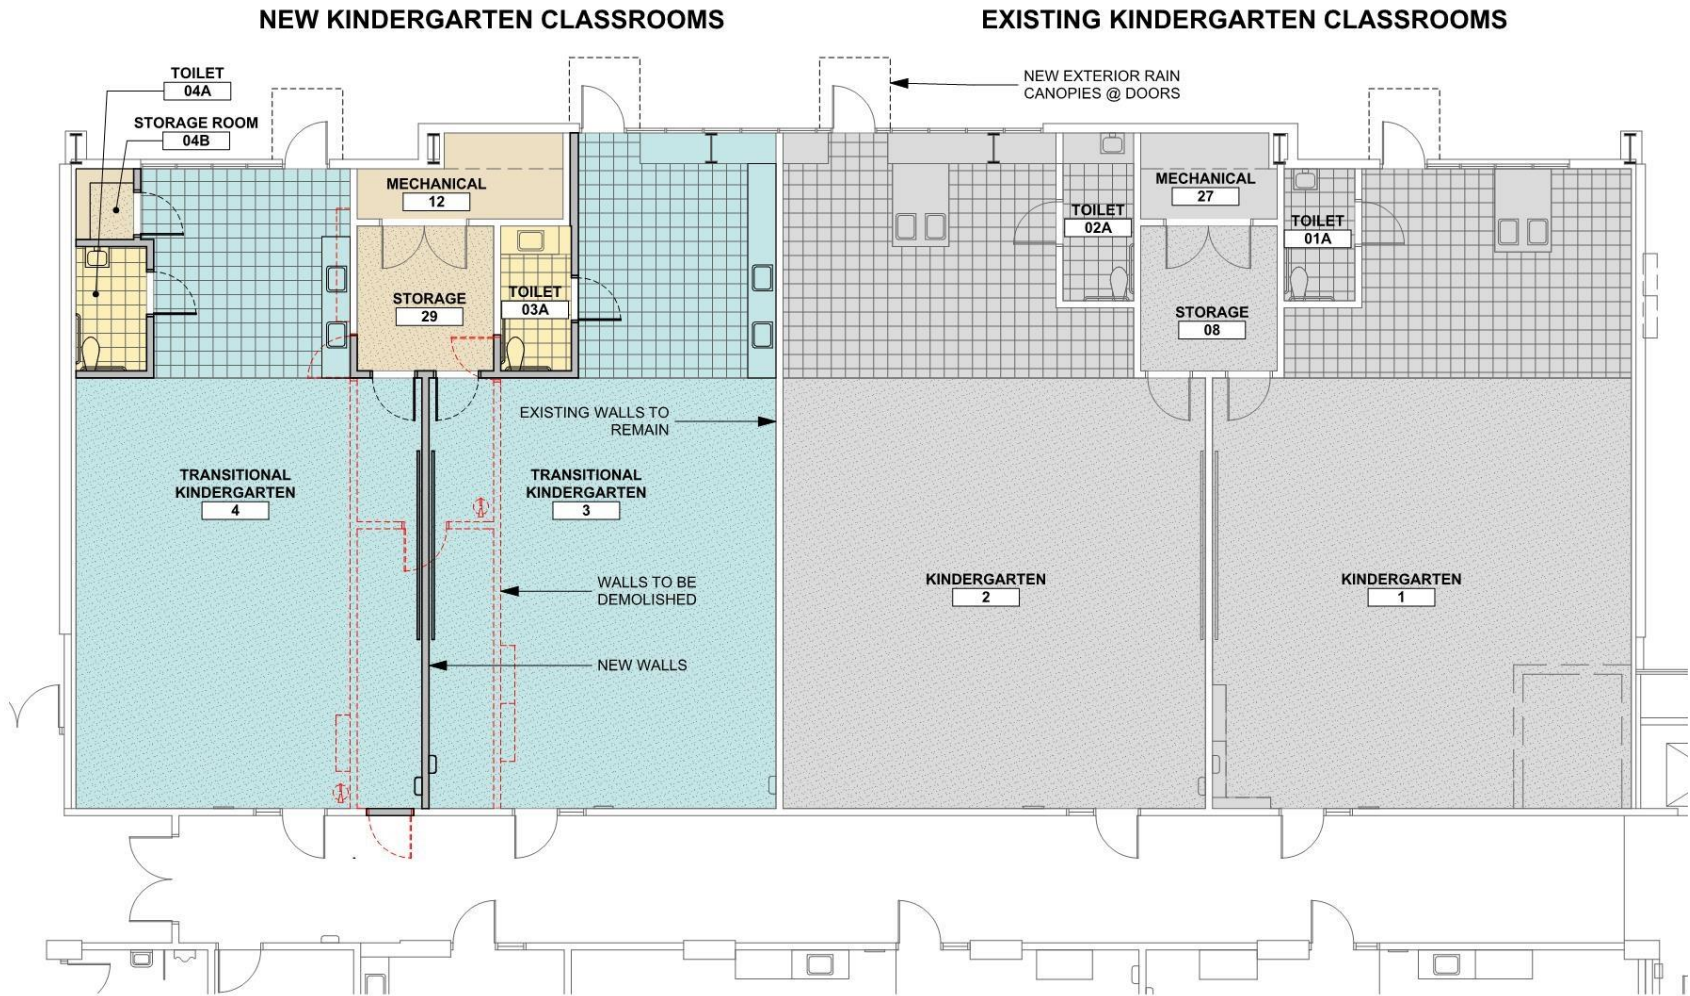 NEW KINDERGARTEN CLASSROOMS
EXISTING KINDERGARTEN CLASSROOMS
TOILET
04A
STORAGE ROOM
04B
NEW EXTERIOR RAIN
CANOPIES @ DOORS
MECHANICAL
12
STORAGE
29
TOILET
03A
TOILET
02A
MECHANICAL
27
TOILET
01A
STORAGE
08
EXISTING WALLS TO
REMAIN
TRANSITIONAL
KINDERGARTEN
4
TRANSITIONAL
KINDERGARTEN
3
WALLS TO BE
DEMOLISHED
NEW WALLS
KINDERGARTEN
2
KINDERGARTEN
1